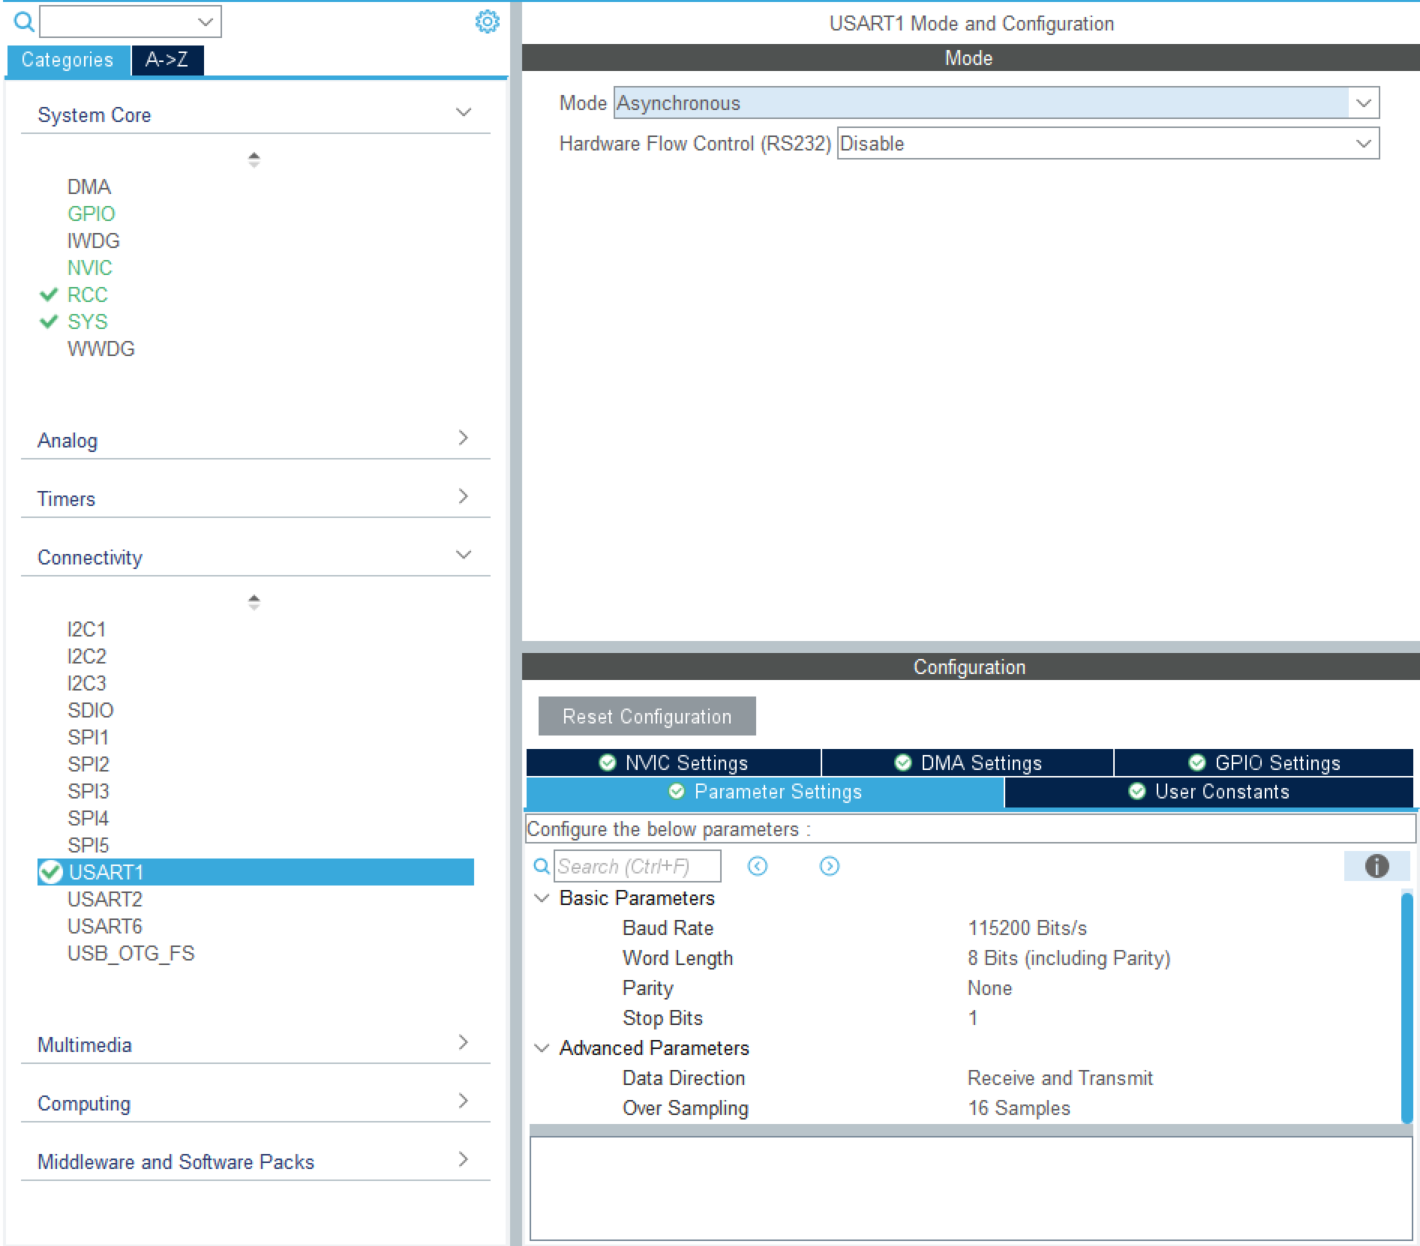 Categories
A->Z
System Core
DMA
GPIO
IWDG
NVIC
RCC
SYS
WWDG
Analog
Timers
Connectivity
I2C1
I2C2
I2C3
SDIO
SPI1
SPI2
SPI3
SPI4
SPI5
USART1
USART2
USART6
USB_OTG_FS
Multimedia
Computing
Middleware and Software Packs
USART1 Mode and Configuration
Mode
Mode Asynchronous
Hardware Flow Control (RS232) Disable
Configuration
Reset Configuration
NVIC Settings
DMA Settings
GPIO Settings
Parameter Settings
User Constants
Configure the below parameters :
Search (Ctrl+F)
Basic Parameters
Baud Rate 115200 Bits/s
Word Length 8 Bits (including Parity)
Parity None
Stop Bits 1
Advanced Parameters
Data Direction Receive and Transmit
Over Sampling 16 Samples